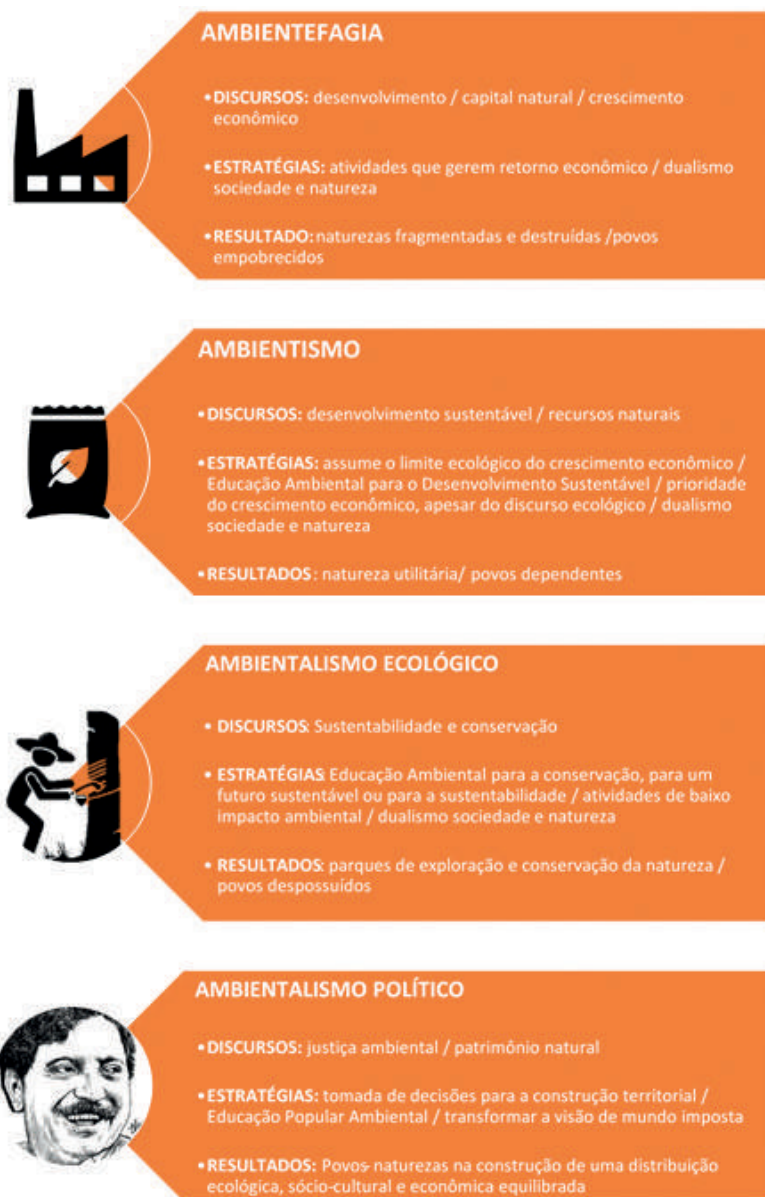 AMBIENTEFAGIA
•DISCURSOS: desenvolvimento / capital natural / crescimento
econômico
•ESTRATÉGIAS: atividades que gerem retorno econômico / dualismo
sociedade e natureza
•RESULTADO: naturezas fragmentadas e destruídas /povos
empobrecidos
AMBIENTISMO
•DISCURSOS: desenvolvimento sustentável / recursos naturais
•ESTRATÉGIAS: assume o limite ecológico do crescimento econômico /
Educação Ambiental para o Desenvolvimento Sustentável / prioridade
do crescimento econômico, apesar do discurso ecológico / dualismo
sociedade e natureza
•RESULTADOS: natureza utilitária/ povos dependentes
AMBIENTALISMO ECOLÓGICO
• DISCURSOS: Sustentabilidade e conservação
• ESTRATÉGIAS: Educação Ambiental para a conservação, para um
futuro sustentável ou para a sustentabilidade / atividades de baixo
impacto ambiental / dualismo sociedade e natureza
• RESULTADOS: parques de exploração e conservação da natureza /
povos despossuídos
AMBIENTALISMO POLÍTICO
•DISCURSOS: justiça ambiental / patrimônio natural
•ESTRATÉGIAS: tomada de decisões para a construção territorial /
Educação Popular Ambiental / transformar a visão de mundo imposta
•RESULTADOS: Povos-naturezas na construção de uma distribuição
ecológica, sócio-cultural e econômica equilibrada